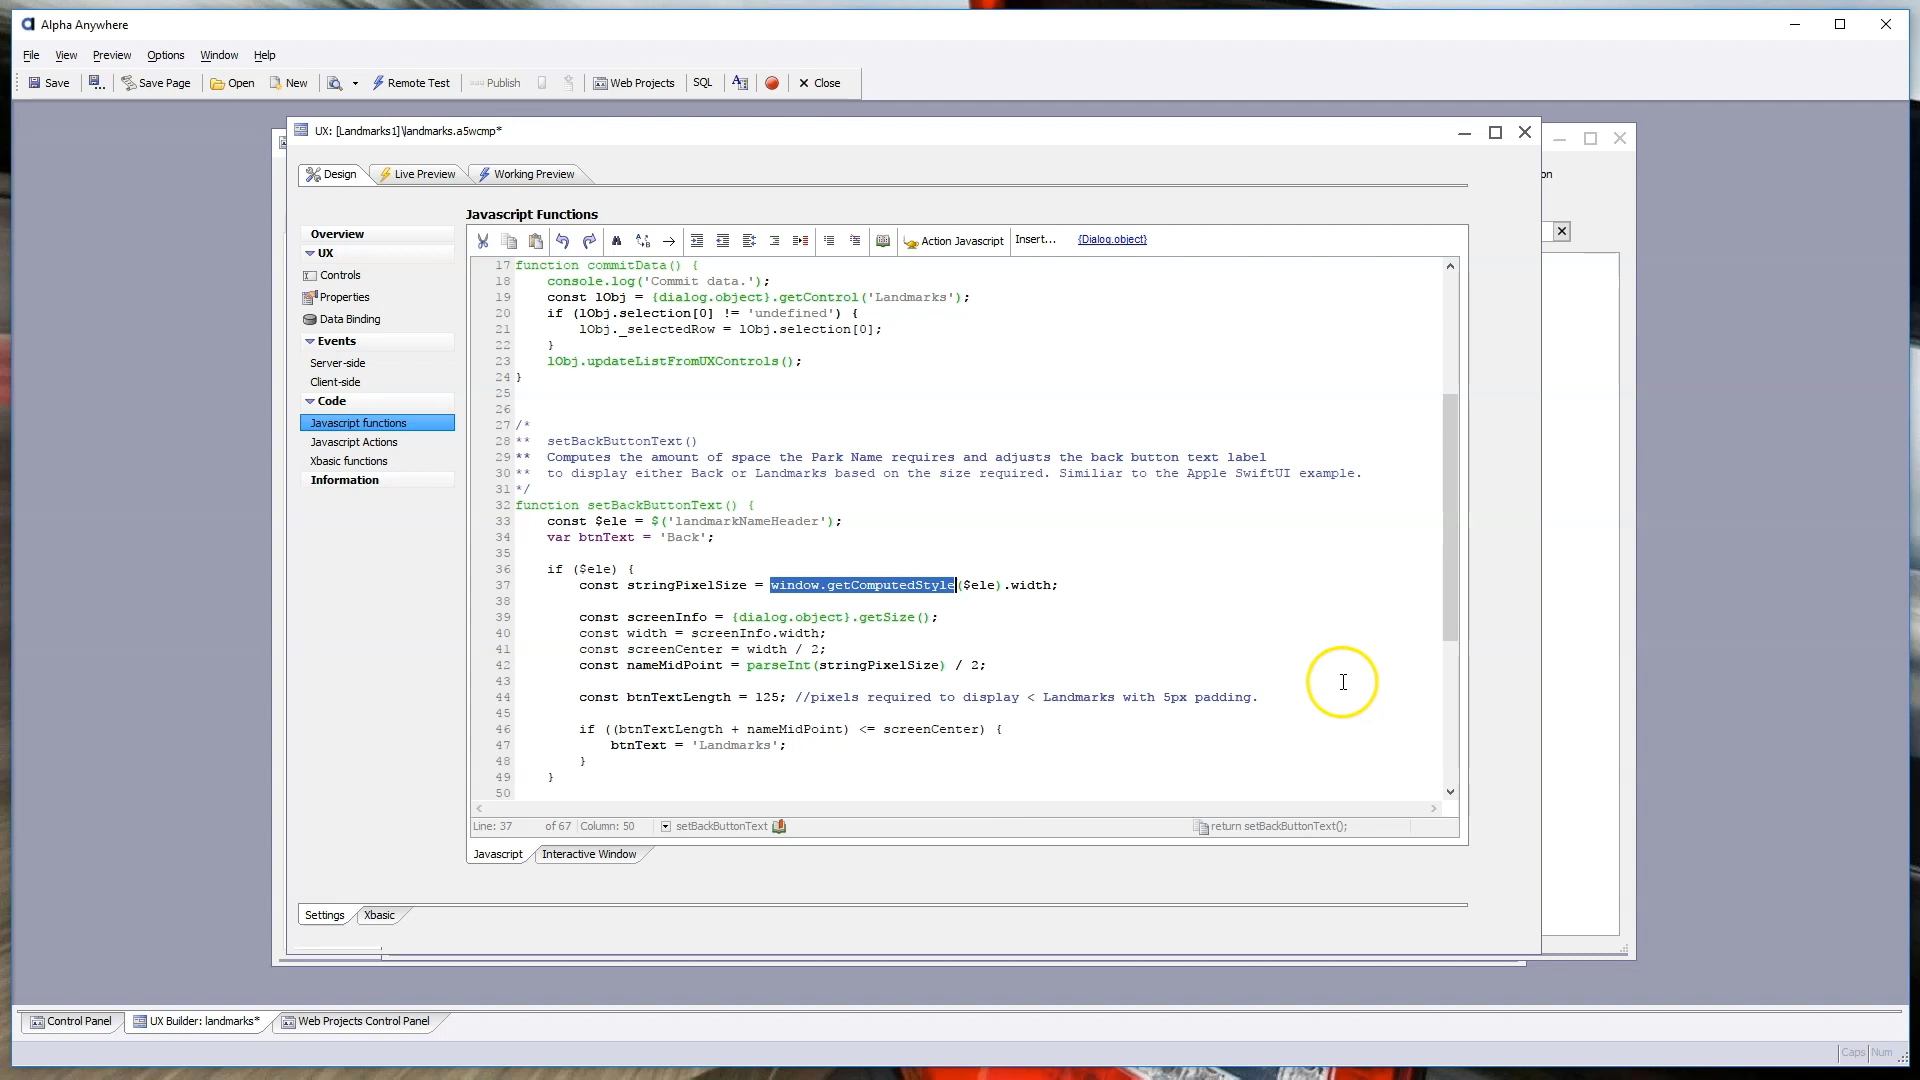 Alpha Anywhere
File View Preview Options Window Help
Save Save Page Open New Remote Test Publish Web Projects SQL Close
UX: [Landmarks1]\landmarks.a5wcmp*
Design Live Preview Working Preview
on
Javascript Functions
Overview
UX
Controls
Properties
Data Binding
Events
Server-side
Client-side
Code
Javascript functions
Javascript Actions
Xbasic functions
Information
Action Javascript Insert... {Dialog.object}
17 function commitData() {
18 console.log('Commit data.');
19 const lObj = {dialog.object}.getControl('Landmarks');
20 if (lObj.selection[0] != 'undefined') {
21 lObj._selectedRow = lObj.selection[0];
22 }
23 lObj.updateListFromUXControls();
24 }
25
26
27 /*
28 ** setBackButtonText()
29 ** Computes the amount of space the Park Name requires and adjusts the back button text label
30 ** to display either Back or Landmarks based on the size required. Similiar to the Apple SwiftUI example.
31 */
32 function setBackButtonText() {
33 const $ele = $('landmarkNameHeader');
34 var btnText = 'Back';
35
36 if ($ele) {
37 const stringPixelSize = window.getComputedStyle($ele).width;
38
39 const screenInfo = {dialog.object}.getSize();
40 const width = screenInfo.width;
41 const screenCenter = width / 2;
42 const nameMidPoint = parseInt(stringPixelSize) / 2;
43
44 const btnTextLength = 125; //pixels required to display < Landmarks with 5px padding.
45
46 if ((btnTextLength + nameMidPoint) <= screenCenter) {
47 btnText = 'Landmarks';
48 }
49 }
50
Line: 37 of 67 Column: 50 setBackButtonText return setBackButtonText();
Javascript Interactive Window
Settings Xbasic
Control Panel UX Builder: landmarks* Web Projects Control Panel
Caps Num